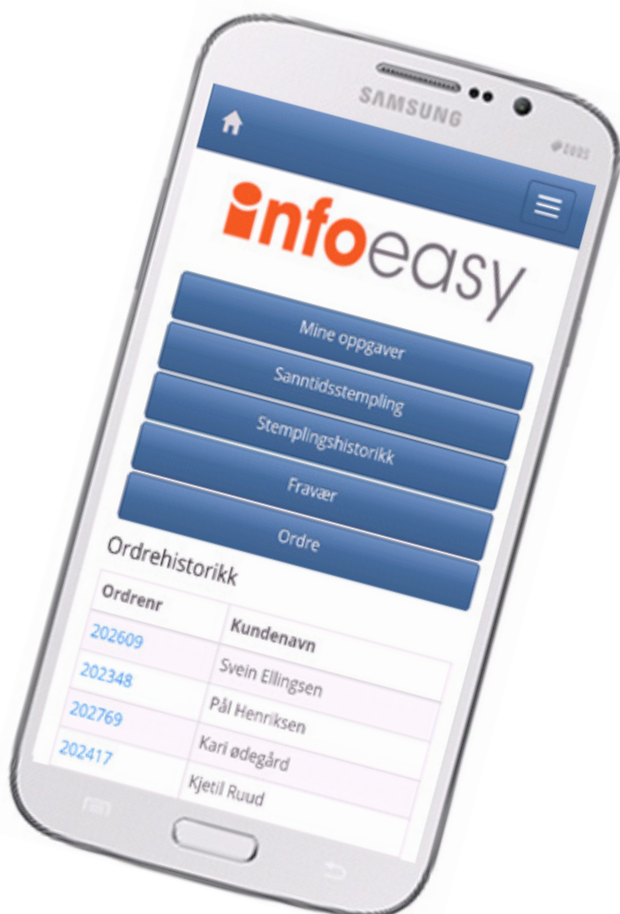 SAMSUNG
DUOS
infoeasy
Mine oppgaver
Sanntidsstempling
Stemplingshistorikk
Fravær
Ordre
Ordrehistorikk
Ordrenr Kundenavn
202609 Svein Ellingsen
202348 Pål Henriksen
202769 Kari ødegård
202417 Kjetil Ruud